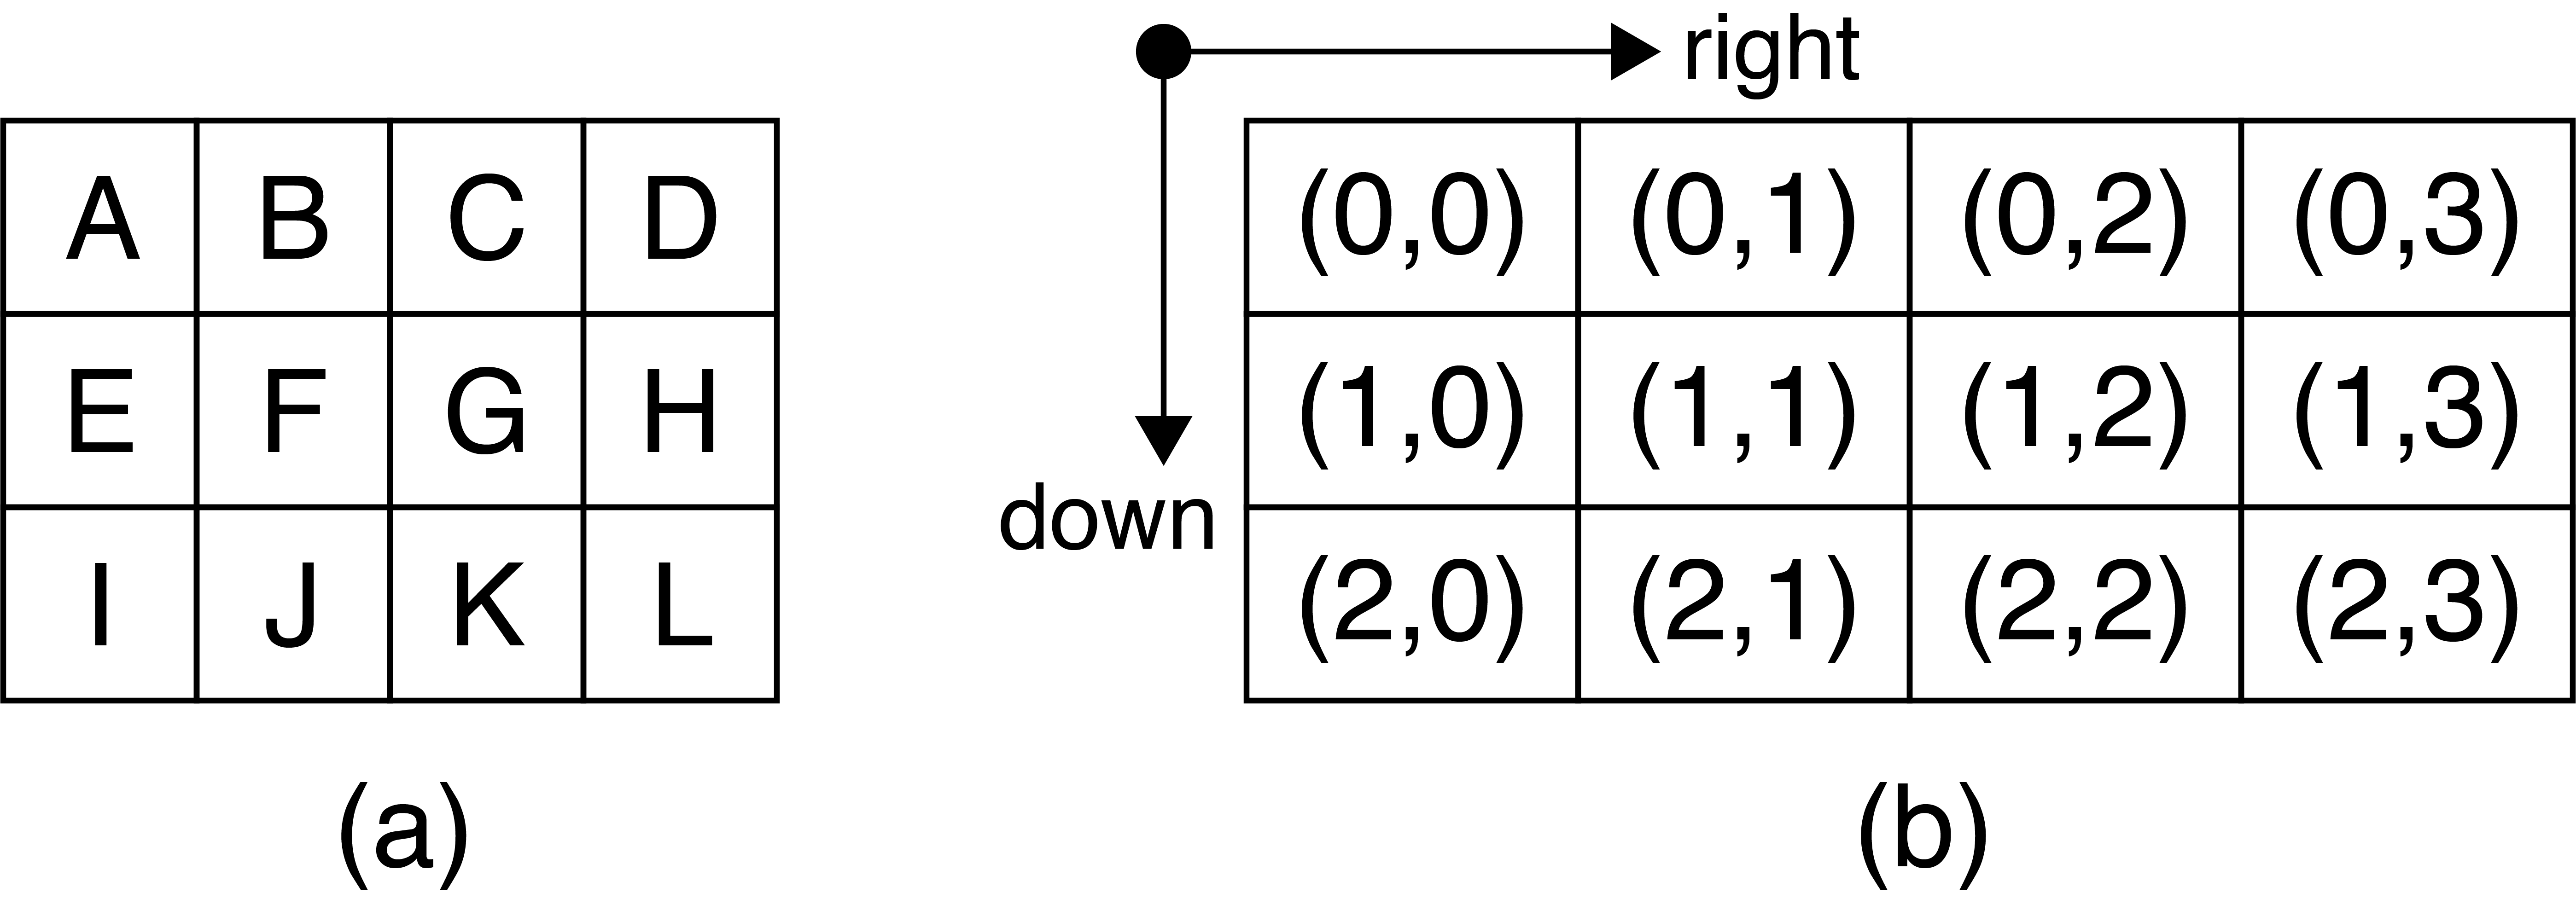 right
A B C D
(0,0) (0,1) (0,2) (0,3)
E F G H
(1,0) (1,1) (1,2) (1,3)
down
I J K L
(2,0) (2,1) (2,2) (2,3)
(a)
(b)